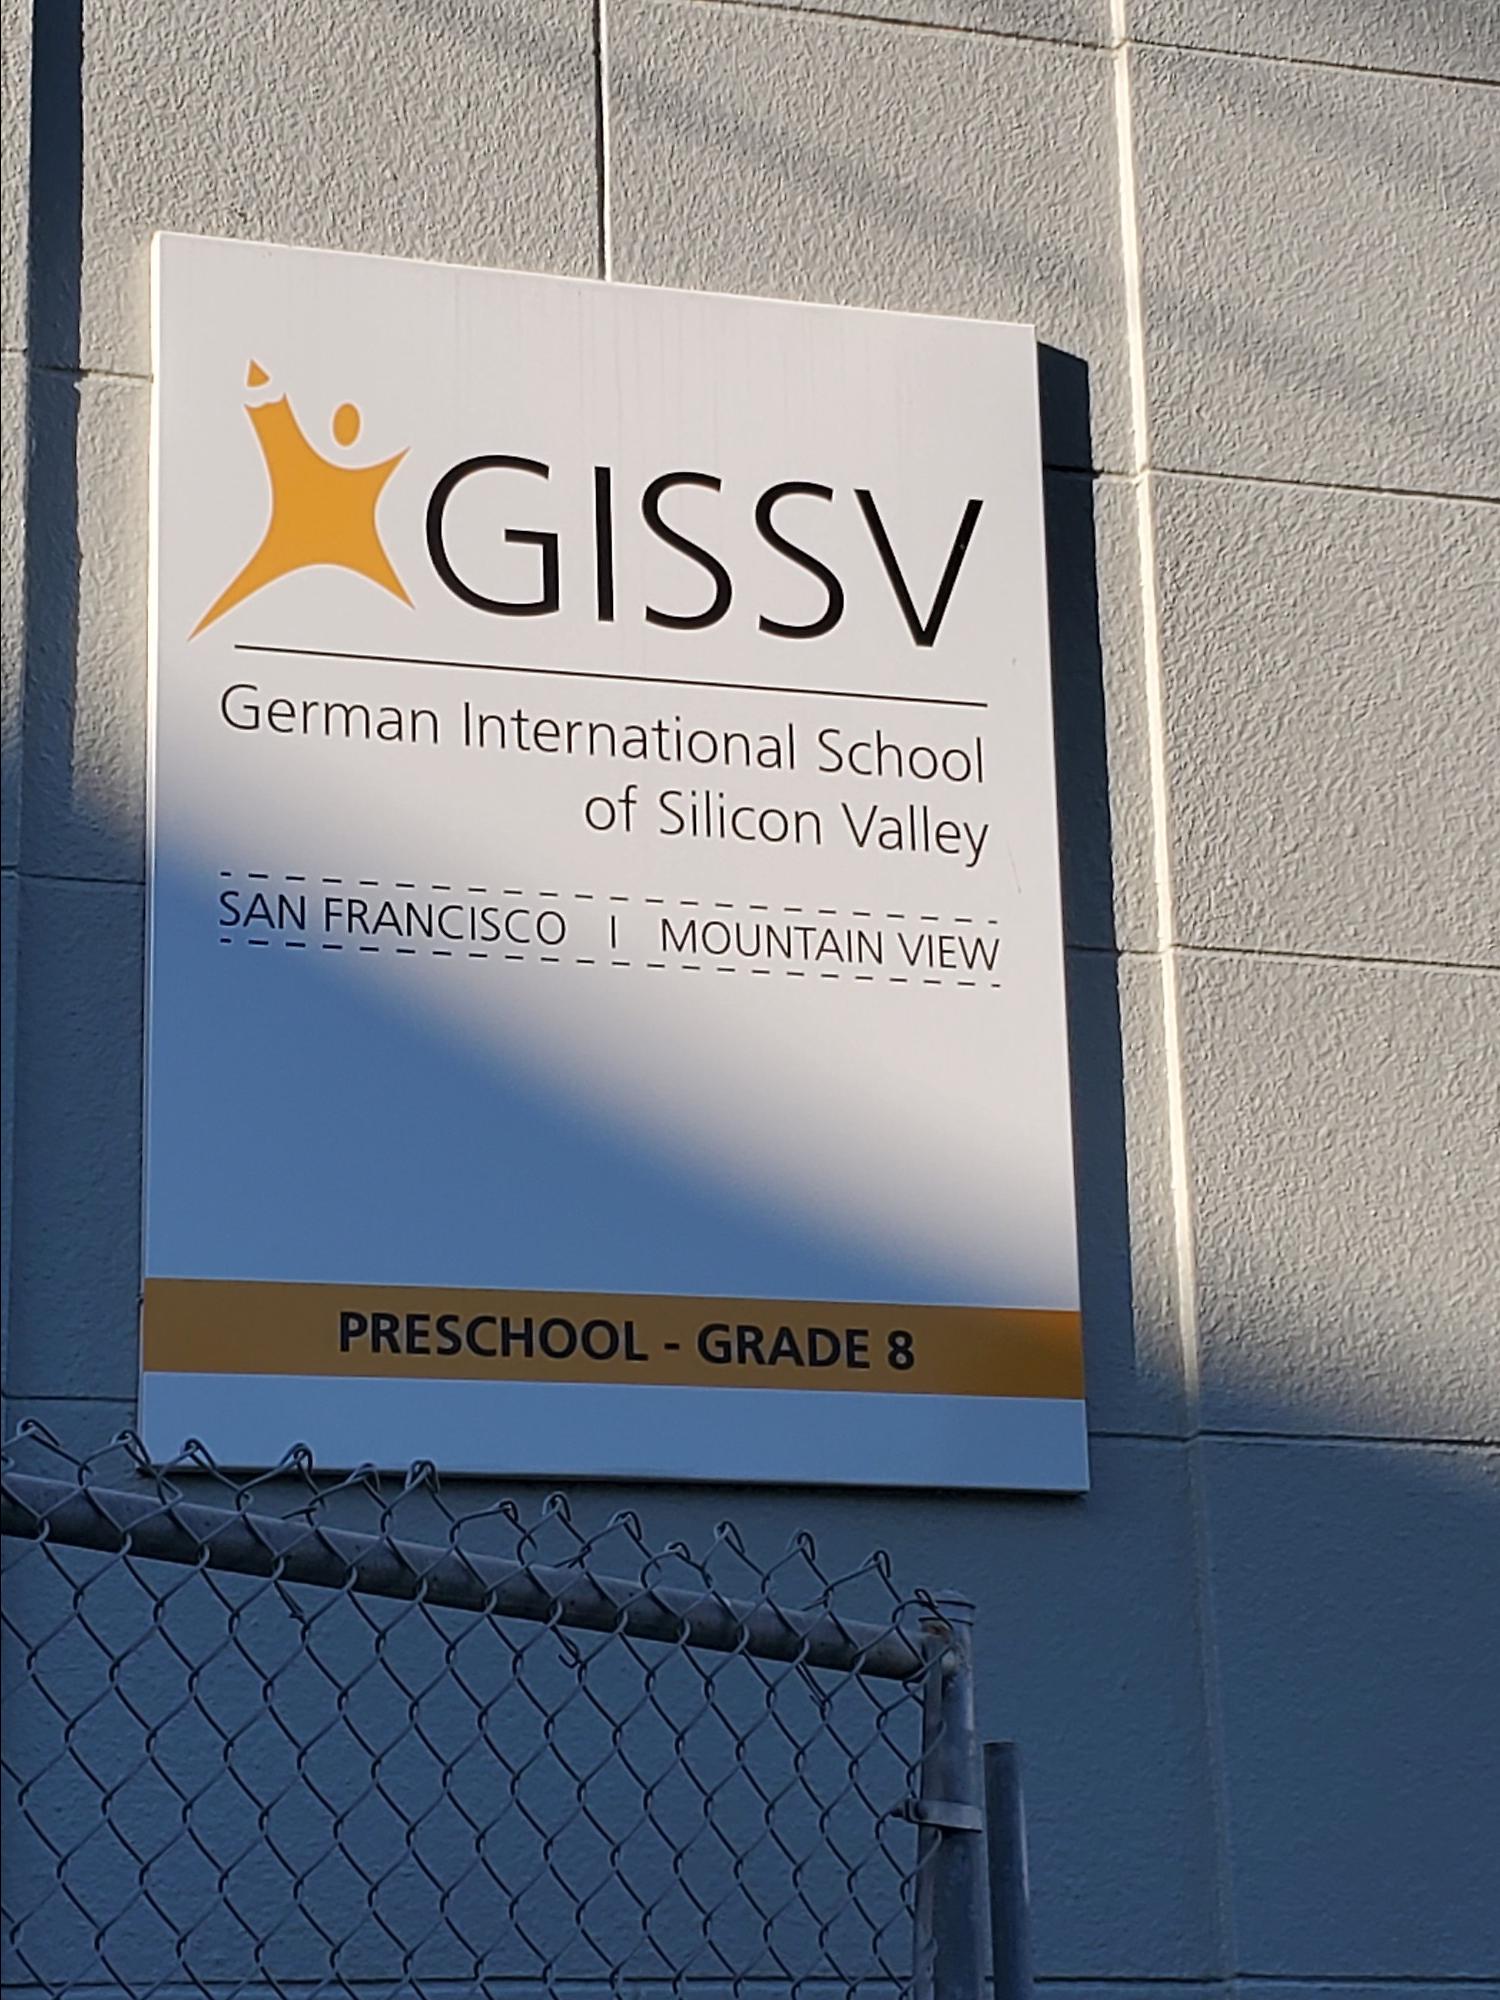 GISSV
German International School
of Silicon Valley
SAN FRANCISCO | MOUNTAIN VIEW
PRESCHOOL - GRADE 8